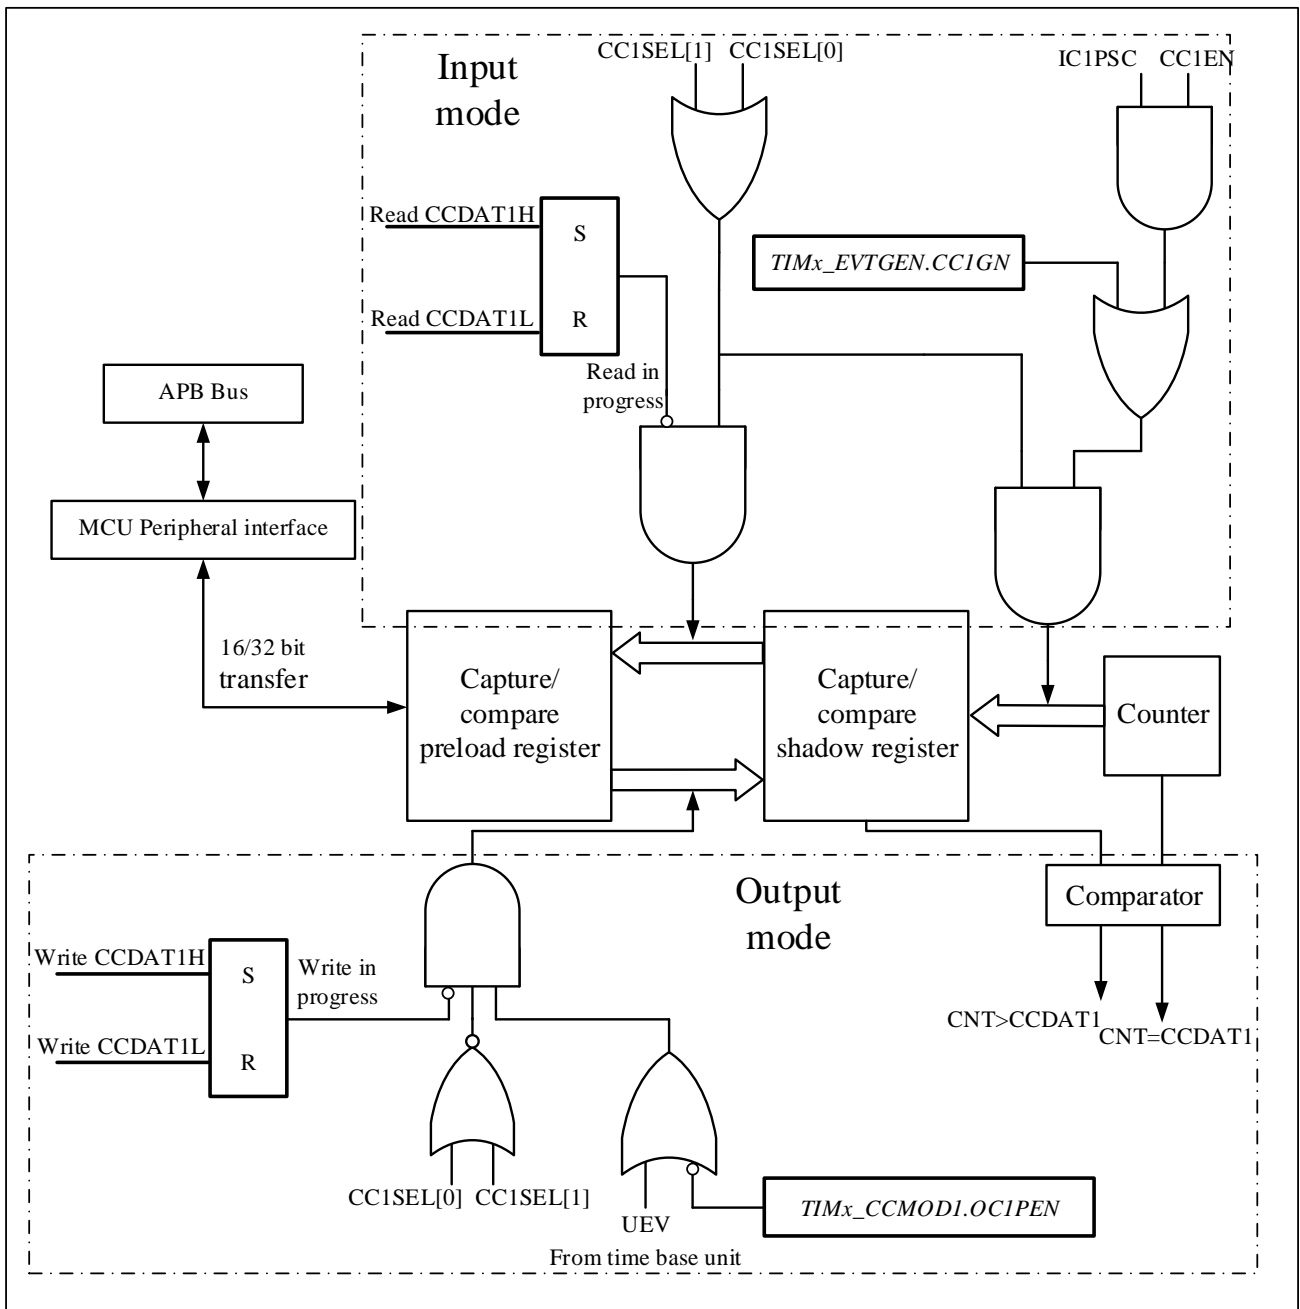 Input
mode
CC1SEL[1] CC1SEL[0]
IC1PSC CC1EN
Read CCDAT1H
S
TIMx_EVTGEN.CC1GN
Read CCDAT1L
R
Read in
progress
APB Bus
MCU Peripheral interface
16/32 bit
transfer
Capture/
compare
preload register
Capture/
compare
shadow register
Counter
Output
mode
Comparator
Write CCDAT1H
S
Write in
progress
Write CCDAT1L
R
CNT>CCDAT1
CNT=CCDAT1
CC1SEL[0] CC1SEL[1]
UEV
TIMx_CCMOD1.OC1PEN
From time base unit